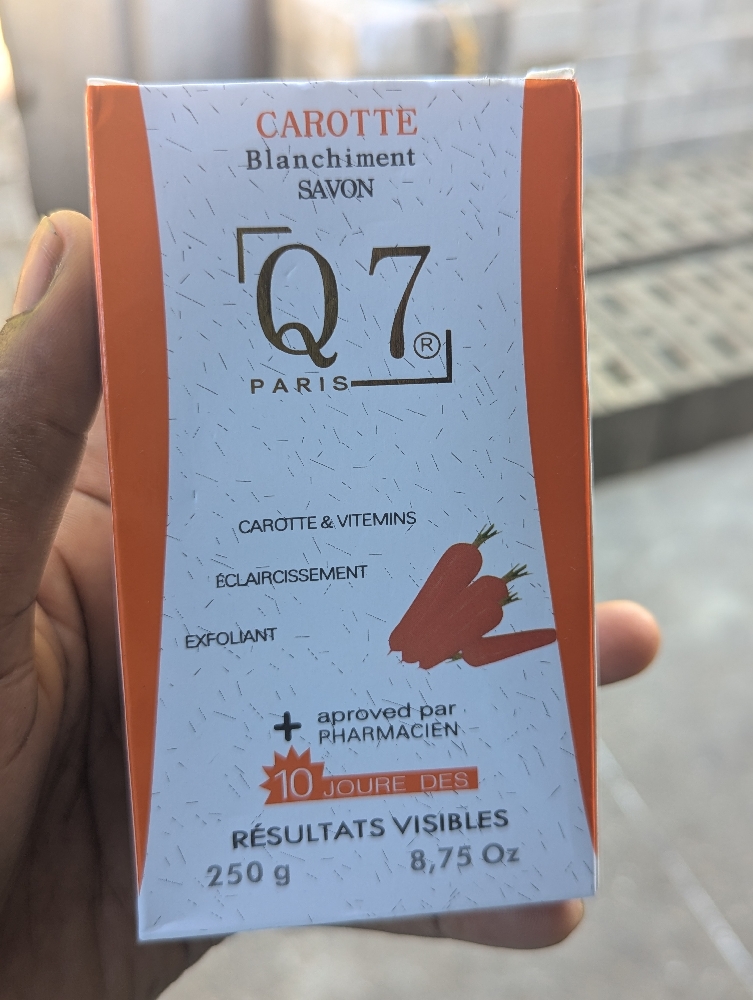 CAROTTE
Blanchiment
SAVON
Q7®
PARIS
CAROTTE & VITEMINS
ÉCLAIRCISSEMENT
EXFOLIANT
+ aproved par
PHARMACIEN
10 JOURE DES
RÉSULTATS VISIBLES
250 g 8,75 Oz